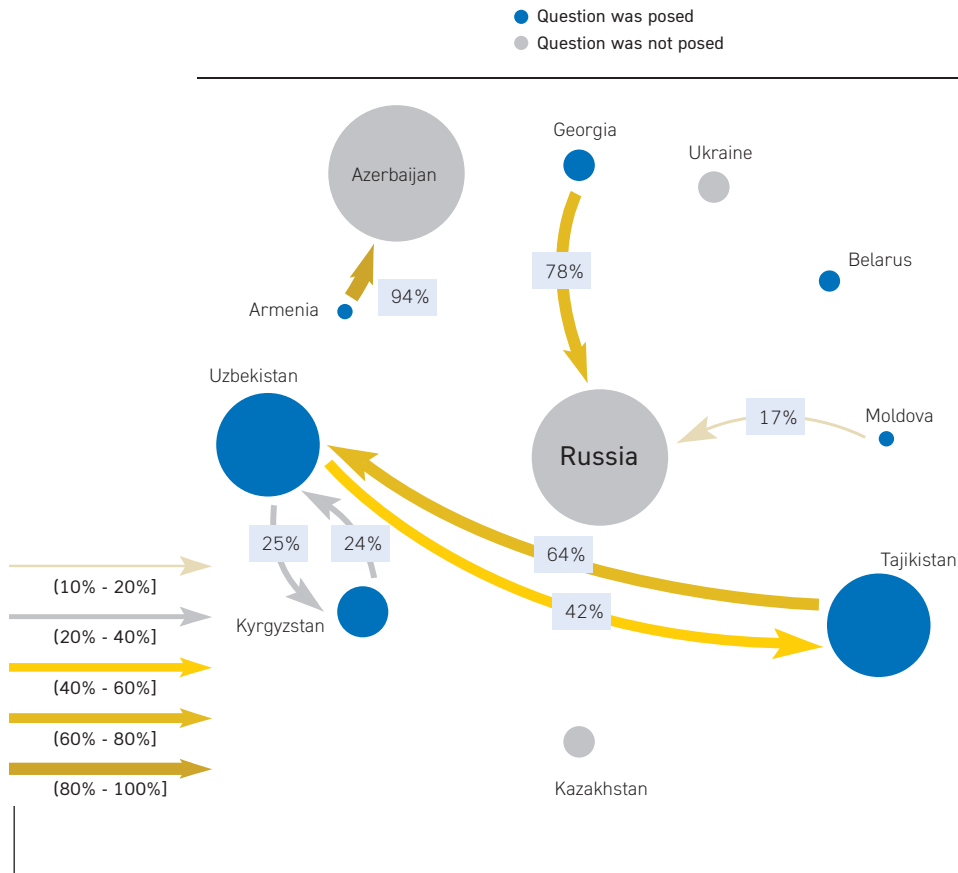 Question was posed
Question was not posed
Georgia
Ukraine
Azerbaijan
Belarus
78%
94%
Armenia
Uzbekistan
Moldova
17%
Russia
25%
24%
64%
Tajikistan
(10% - 20%]
42%
Kyrgyzstan
(20% - 40%]
(40% - 60%]
(60% - 80%]
(80% - 100%]
Kazakhstan